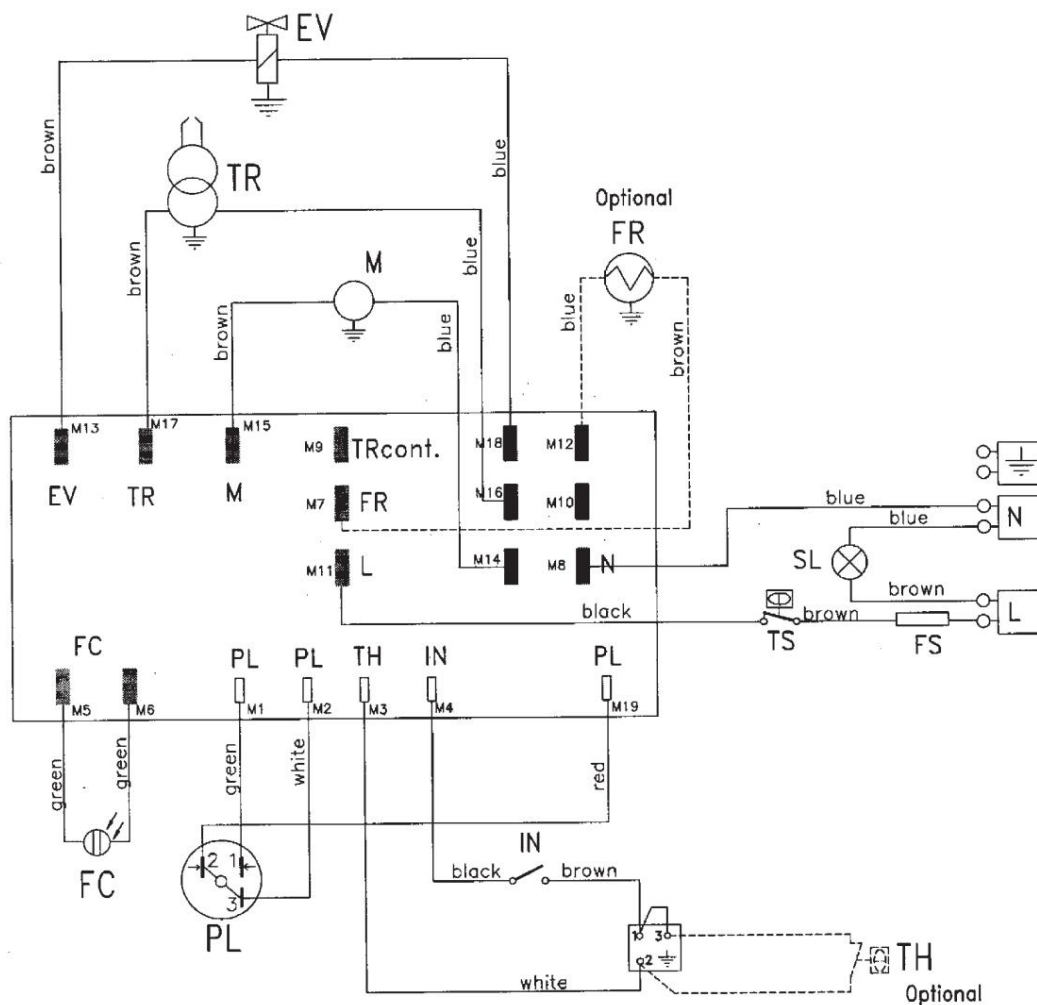 EV
brown
blue
TR
brown
blue
Optional
FR
M
brown
blue
blue
brown
M13
M17
M15
M9
TRcont.
M18
M12
EV
TR
M
M7
FR
M16
M10
M11
L
M14
M8
N
blue
blue
N
SL
brown
L
black
TS
brown
FS
FC
PL
PL
TH
IN
PL
M5
M6
M1
M2
M3
M4
M19
green
green
green
white
red
FC
2
1
3
PL
IN
black
brown
1
3
2
TH
white
Optional